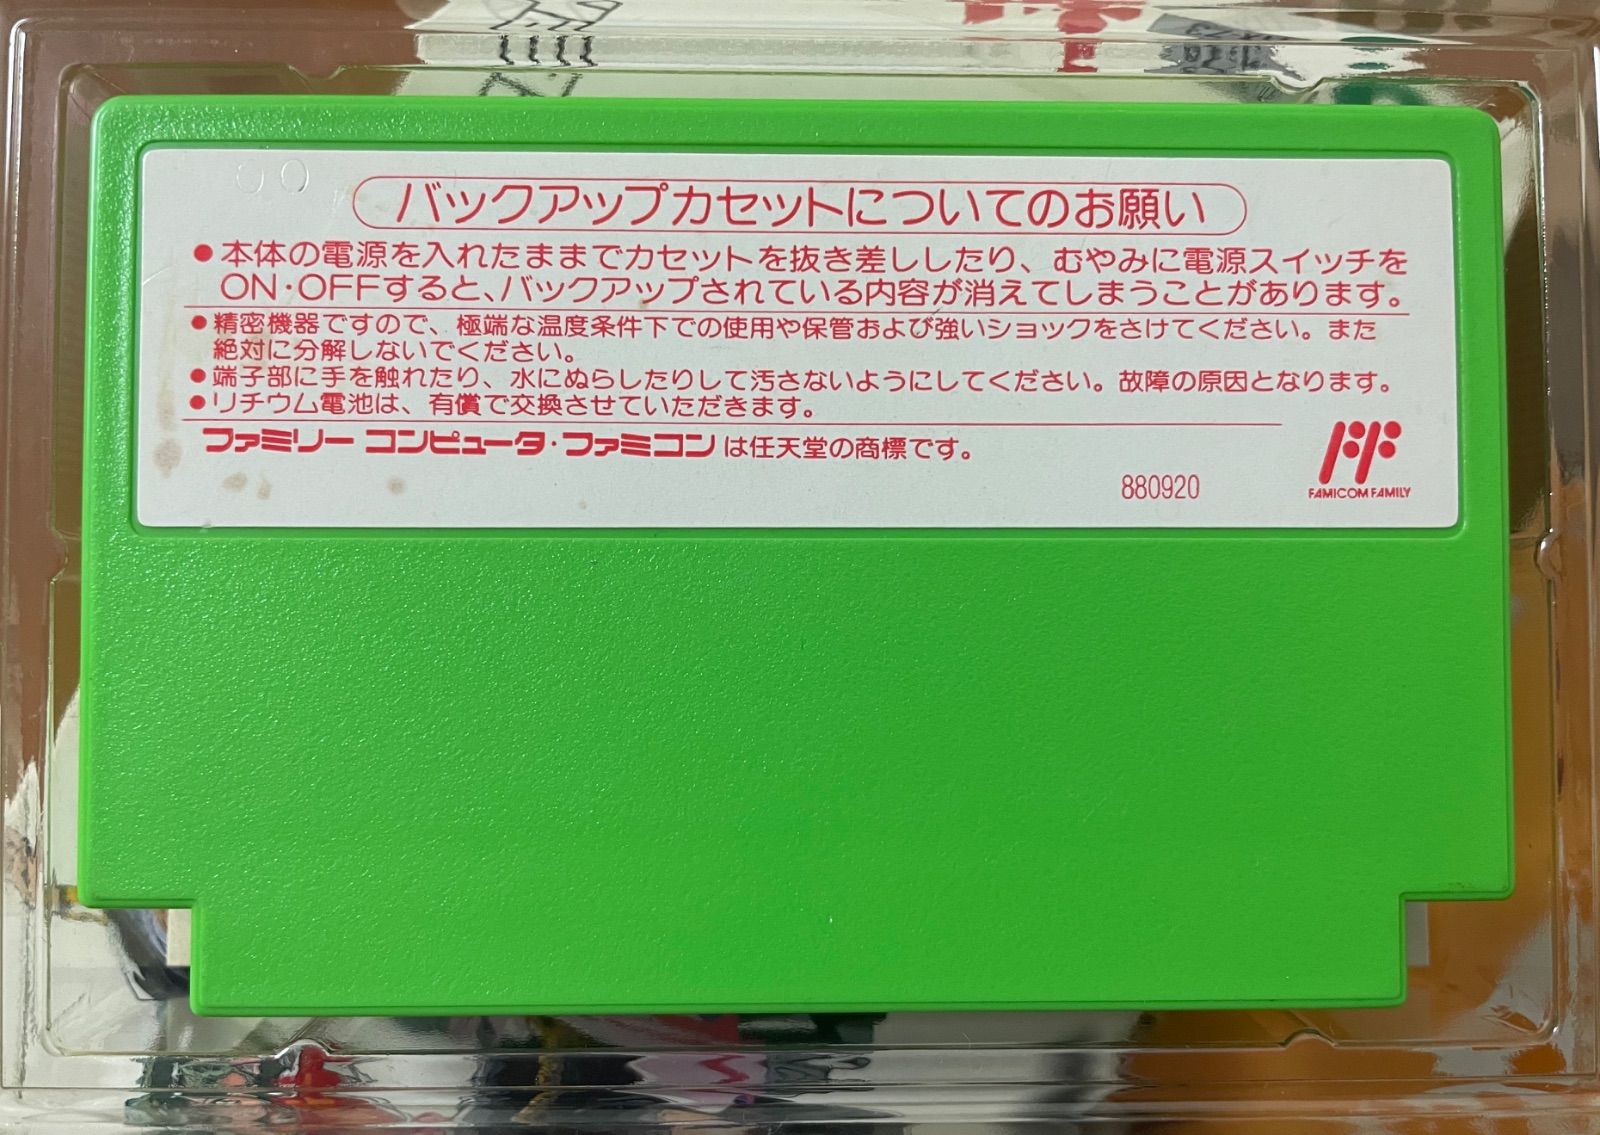 00
バックアップカセットについてのお願い
●本体の電源を入れたままでカセットを抜き差ししたり、むやみに電源スイッチを
ON・OFFすると、バックアップされている内容が消えてしまうことがあります。
●精密機器ですので、極端な温度条件下での使用や保管および強いショックをさけてください。また
絶対に分解しないでください。
●端子部に手を触れたり、水にぬらしたりして汚さないようにしてください。故障の原因となります。
●リチウム電池は、有償で交換させていただきます。
ファミリー コンピュータ・ファミコンは任天堂の商標です。
880920
FAMICOM FAMILY